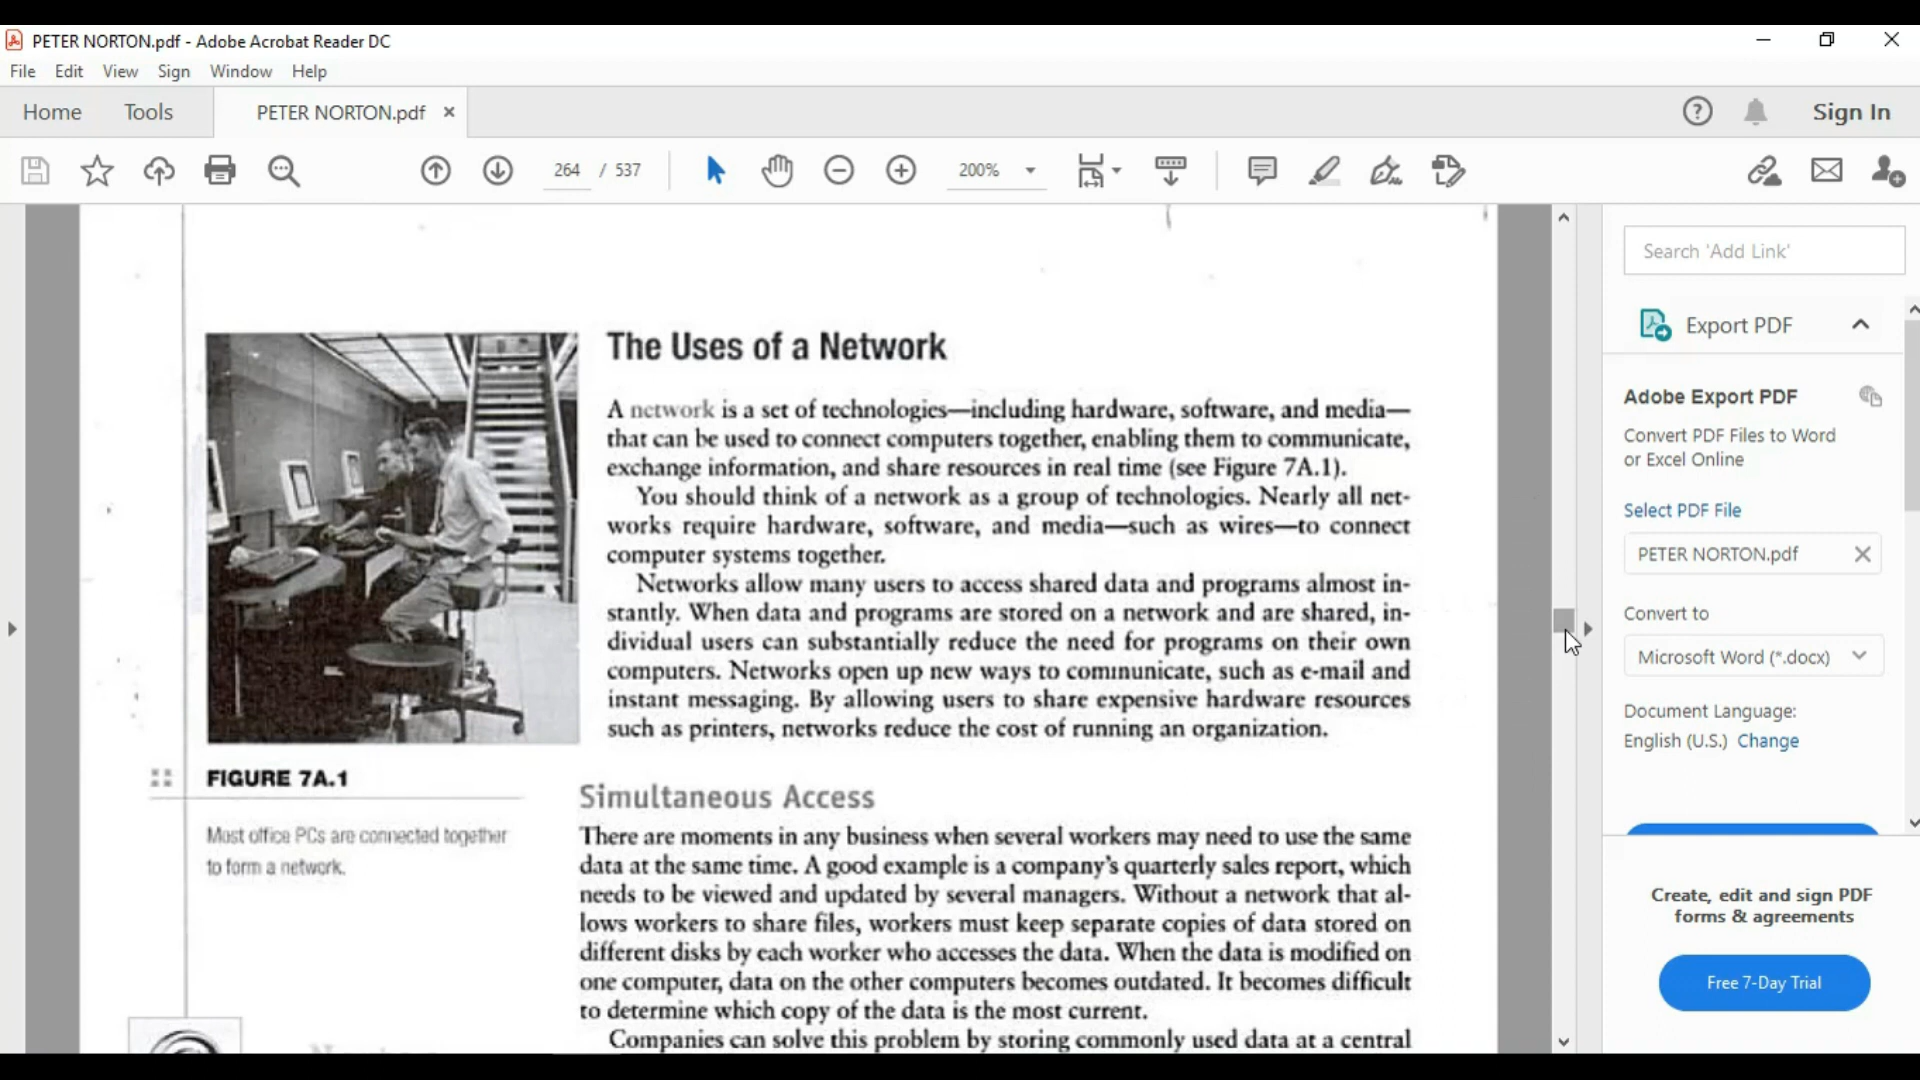 PETER NORTON.pdf - Adobe Acrobat Reader DC
File Edit View Sign Window Help
Home Tools PETER NORTON.pdf × Sign In
264 / 537 200%
The Uses of a Network
A network is a set of technologies—including hardware, software, and media—
that can be used to connect computers together, enabling them to communicate,
exchange information, and share resources in real time (see Figure 7A.1).
You should think of a network as a group of technologies. Nearly all net-
works require hardware, software, and media—such as wires—to connect
computer systems together.
Networks allow many users to access shared data and programs almost in-
stantly. When data and programs are stored on a network and are shared, in-
dividual users can substantially reduce the need for programs on their own
computers. Networks open up new ways to communicate, such as e-mail and
instant messaging. By allowing users to share expensive hardware resources
such as printers, networks reduce the cost of running an organization.
FIGURE 7A.1
Most office PCs are connected together
to form a network.
Simultaneous Access
There are moments in any business when several workers may need to use the same
data at the same time. A good example is a company's quarterly sales report, which
needs to be viewed and updated by several managers. Without a network that al-
lows workers to share files, workers must keep separate copies of data stored on
different disks by each worker who accesses the data. When the data is modified on
one computer, data on the other computers becomes outdated. It becomes difficult
to determine which copy of the data is the most current.
Companies can solve this problem by storing commonly used data at a central
Search 'Add Link'
Export PDF
Adobe Export PDF
Convert PDF Files to Word
or Excel Online
Select PDF File
PETER NORTON.pdf
Convert to
Microsoft Word (*.docx)
Document Language:
English (U.S.) Change
Create, edit and sign PDF
forms & agreements
Free 7-Day Trial